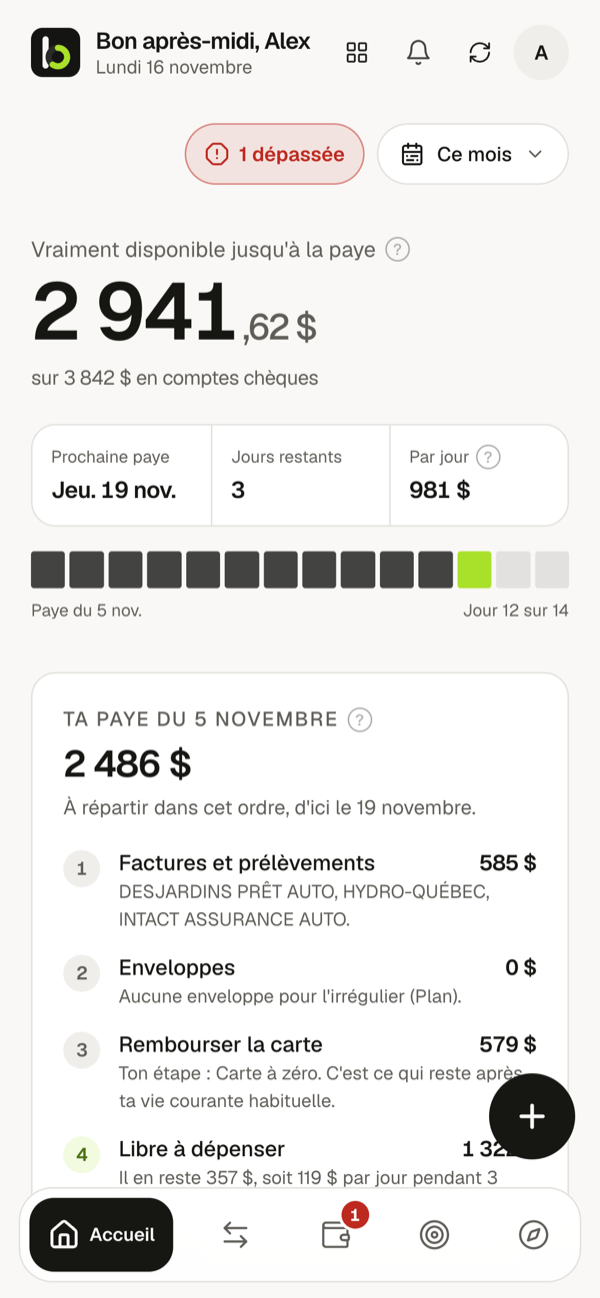 Bon après-midi, Alex
Lundi 16 novembre
A
1 dépassée
Ce mois
Vraiment disponible jusqu'à la paye ?
2 941,62 $
sur 3 842 $ en comptes chèques
Prochaine paye
Jeu. 19 nov.
Jours restants
3
Par jour ?
981 $
Paye du 5 nov.
Jour 12 sur 14
TA PAYE DU 5 NOVEMBRE ?
2 486 $
À répartir dans cet ordre, d'ici le 19 novembre.
1 Factures et prélèvements 585 $
DESJARDINS PRÊT AUTO, HYDRO-QUÉBEC,
INTACT ASSURANCE AUTO.
2 Enveloppes 0 $
Aucune enveloppe pour l'irrégulier (Plan).
3 Rembourser la carte 579 $
Ton étape : Carte à zéro. C'est ce qui reste après
ta vie courante habituelle.
4 Libre à dépenser
Il en reste 357 $, soit 119 $ par jour pendant 3
Accueil
1